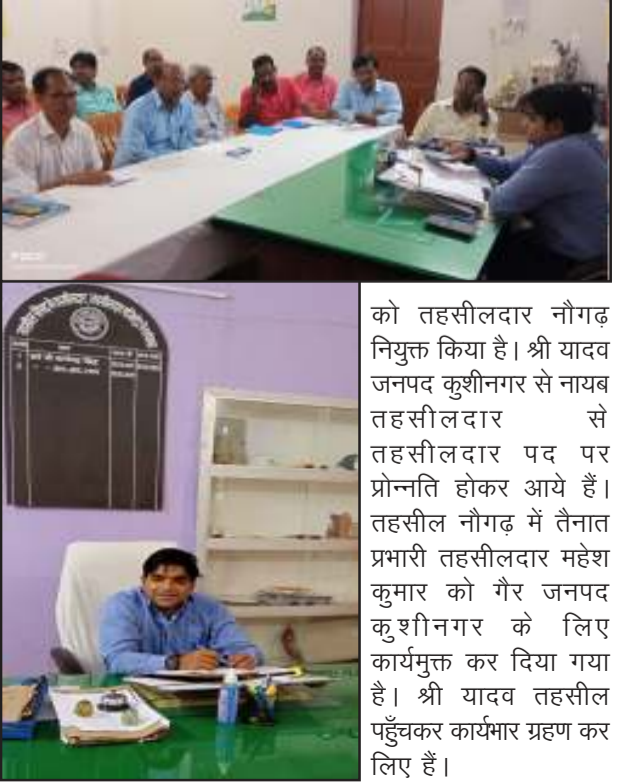 को तहसीलदार नौगढ़
नियुक्त किया है। श्री यादव
जनपद कुशीनगर से नायब
तहसीलदार से
तहसीलदार पद पर
प्रोन्नति होकर आये हैं।
तहसील नौगढ़ में तैनात
प्रभारी तहसीलदार महेश
कुमार को गैर जनपद
कुशीनगर के लिए
कार्यमुक्त कर दिया गया
है। श्री यादव तहसील
पहुँचकर कार्यभार ग्रहण कर
लिए हैं।